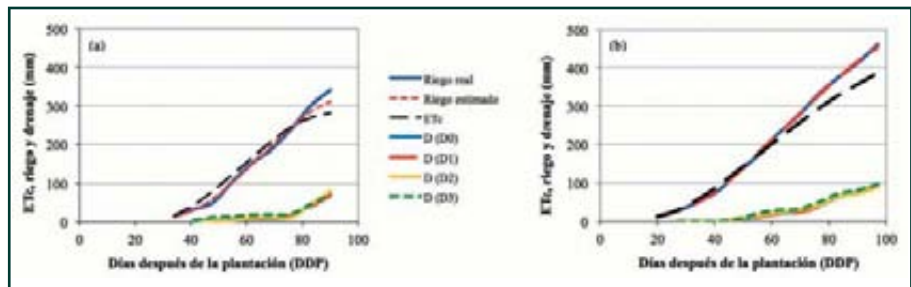 (a)
ETc, riego y drenaje (mm)
500
400
300
200
100
0
0 20 40 60 80 100
Días después de la plantación (DDP)
Riego real
Riego estimado
ETc
D (D0)
D (D1)
D (D2)
D (D3)
(b)
ETc, riego y drenaje (mm)
500
400
300
200
100
0
0 20 40 60 80 100
Días después de la plantación (DDP)